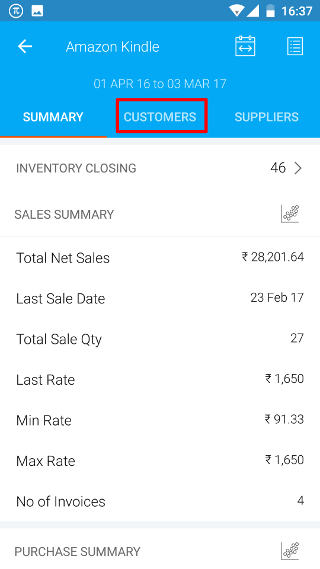 16:37
Amazon Kindle
01 APR 16 to 03 MAR 17
SUMMARY CUSTOMERS SUPPLIERS
INVENTORY CLOSING 46
SALES SUMMARY
Total Net Sales ₹ 28,201.64
Last Sale Date 23 Feb 17
Total Sale Qty 27
Last Rate ₹ 1,650
Min Rate ₹ 91.33
Max Rate ₹ 1,650
No of Invoices 4
PURCHASE SUMMARY